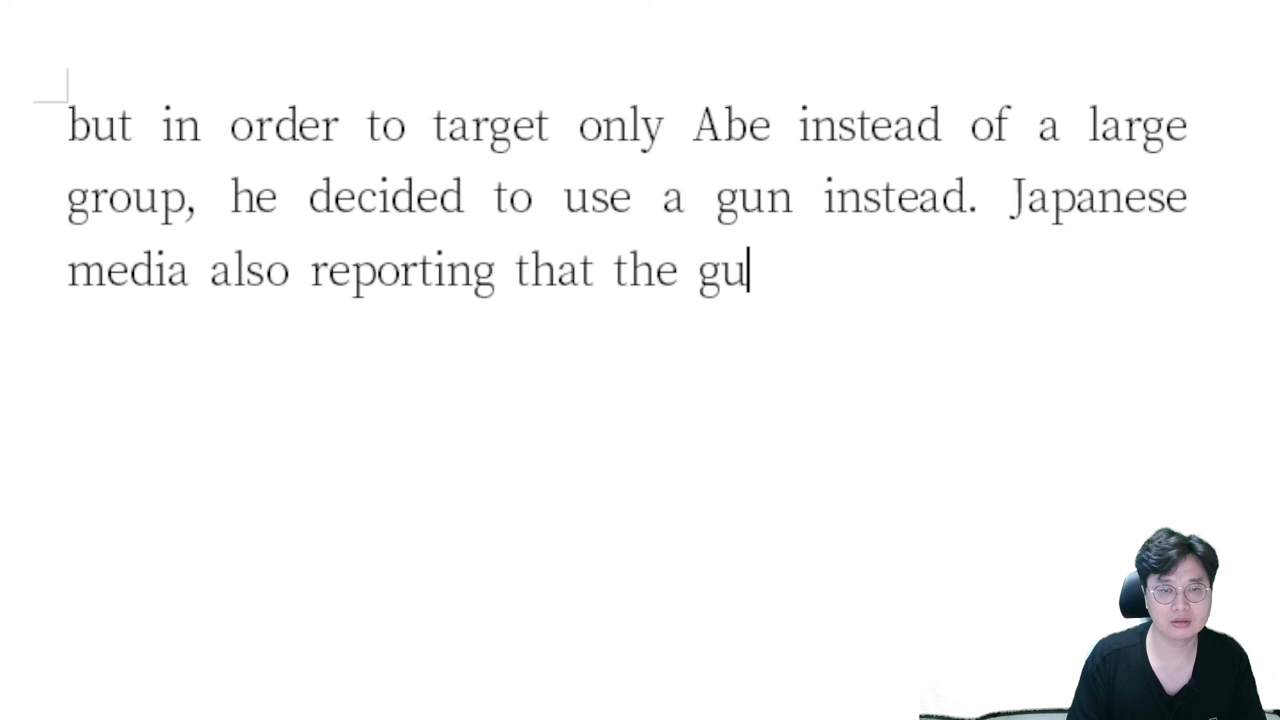 but in order to target only Abe instead of a large
group, he decided to use a gun instead. Japanese
media also reporting that the gu